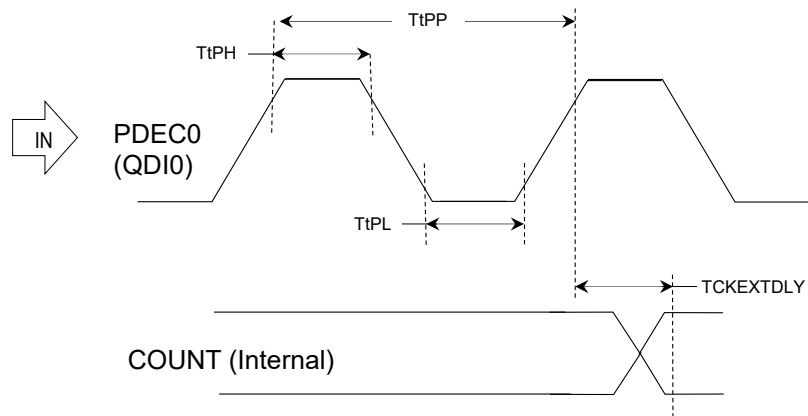 TtPP
TtPH
IN
PDEC0
(QDI0)
TtPL
TCKEXTDLY
COUNT (Internal)